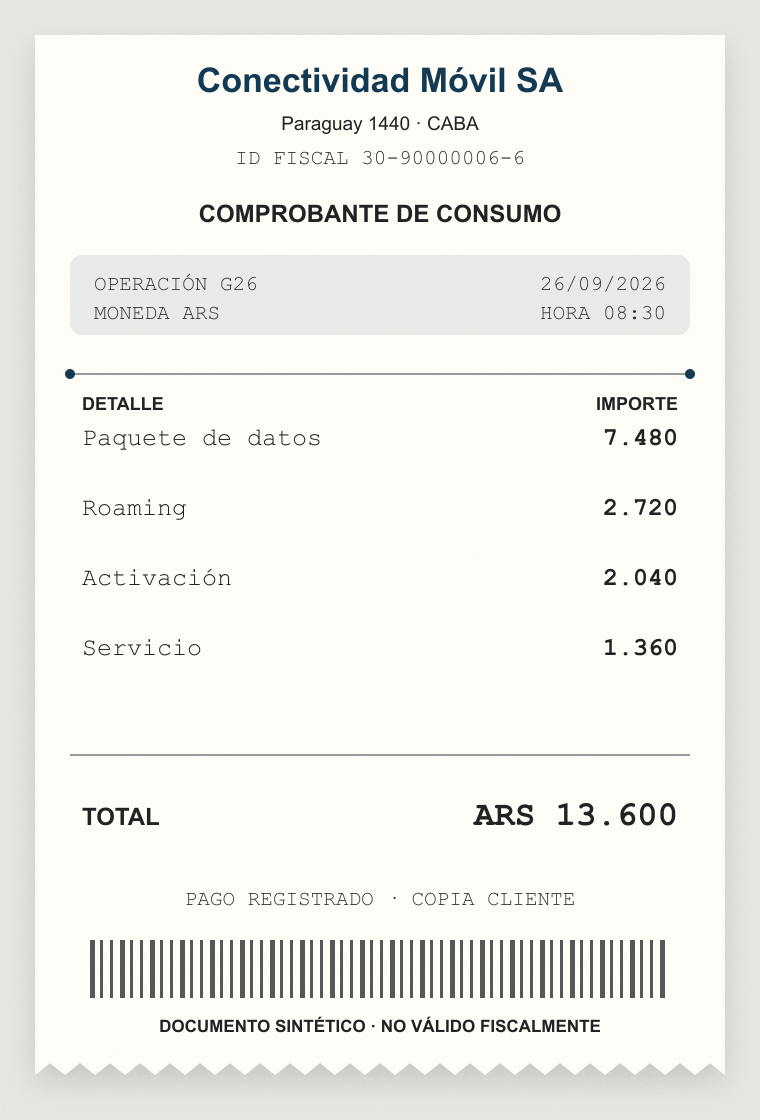 Conectividad Móvil SA
Paraguay 1440 · CABA
ID FISCAL 30-90000006-6
COMPROBANTE DE CONSUMO
OPERACIÓN G26 26/09/2026
MONEDA ARS HORA 08:30
DETALLE IMPORTE
Paquete de datos 7.480
Roaming 2.720
Activación 2.040
Servicio 1.360
TOTAL ARS 13.600
PAGO REGISTRADO · COPIA CLIENTE
DOCUMENTO SINTÉTICO · NO VÁLIDO FISCALMENTE